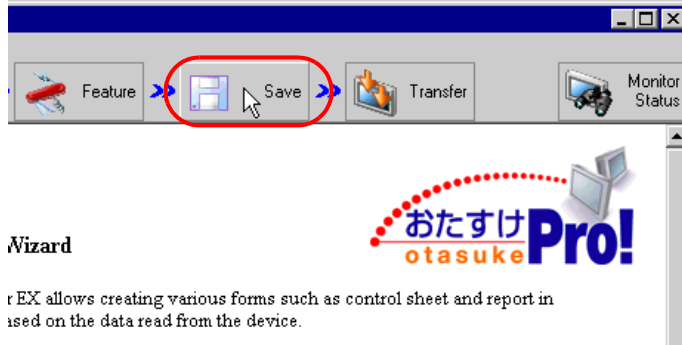 Feature
Save
Transfer
Monitor
Status
おたすけ Pro!
otasuke
Wizard
r EX allows creating various forms such as control sheet and report in
ased on the data read from the device.